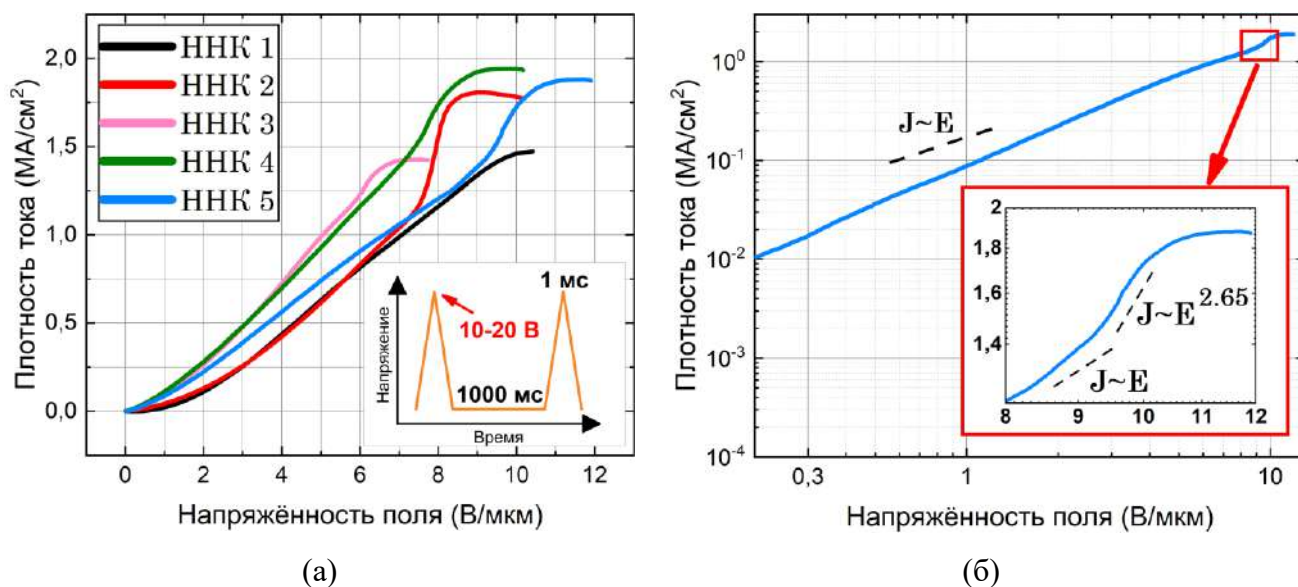 ННК 1
ННК 2
ННК 3
ННК 4
ННК 5
Плотность тока (МА/см²)
2,0
1,5
1,0
0,5
0,0
0
2
4
6
8
10
12
Напряжённость поля (В/мкм)
1 мс
10-20 В
1000 мс
Напряжение
Время
(а)
Плотность тока (МА/см²)
10⁰
10⁻¹
10⁻²
10⁻³
10⁻⁴
0,3
1
10
Напряжённость поля (В/мкм)
J~E
2
1,8
1,6
1,4
8
9
10
11
12
J~E^2.65
J~E
(б)